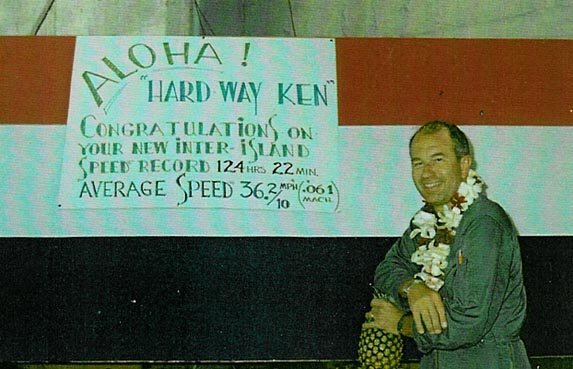 ALOHA!
"HARD WAY KEN"
CONGRATULATIONS ON
YOUR NEW INTER-ISLAND
SPEED RECORD 124 HRS 22 MIN.
AVERAGE SPEED 36.2/10 MPH (.061 MACH.)